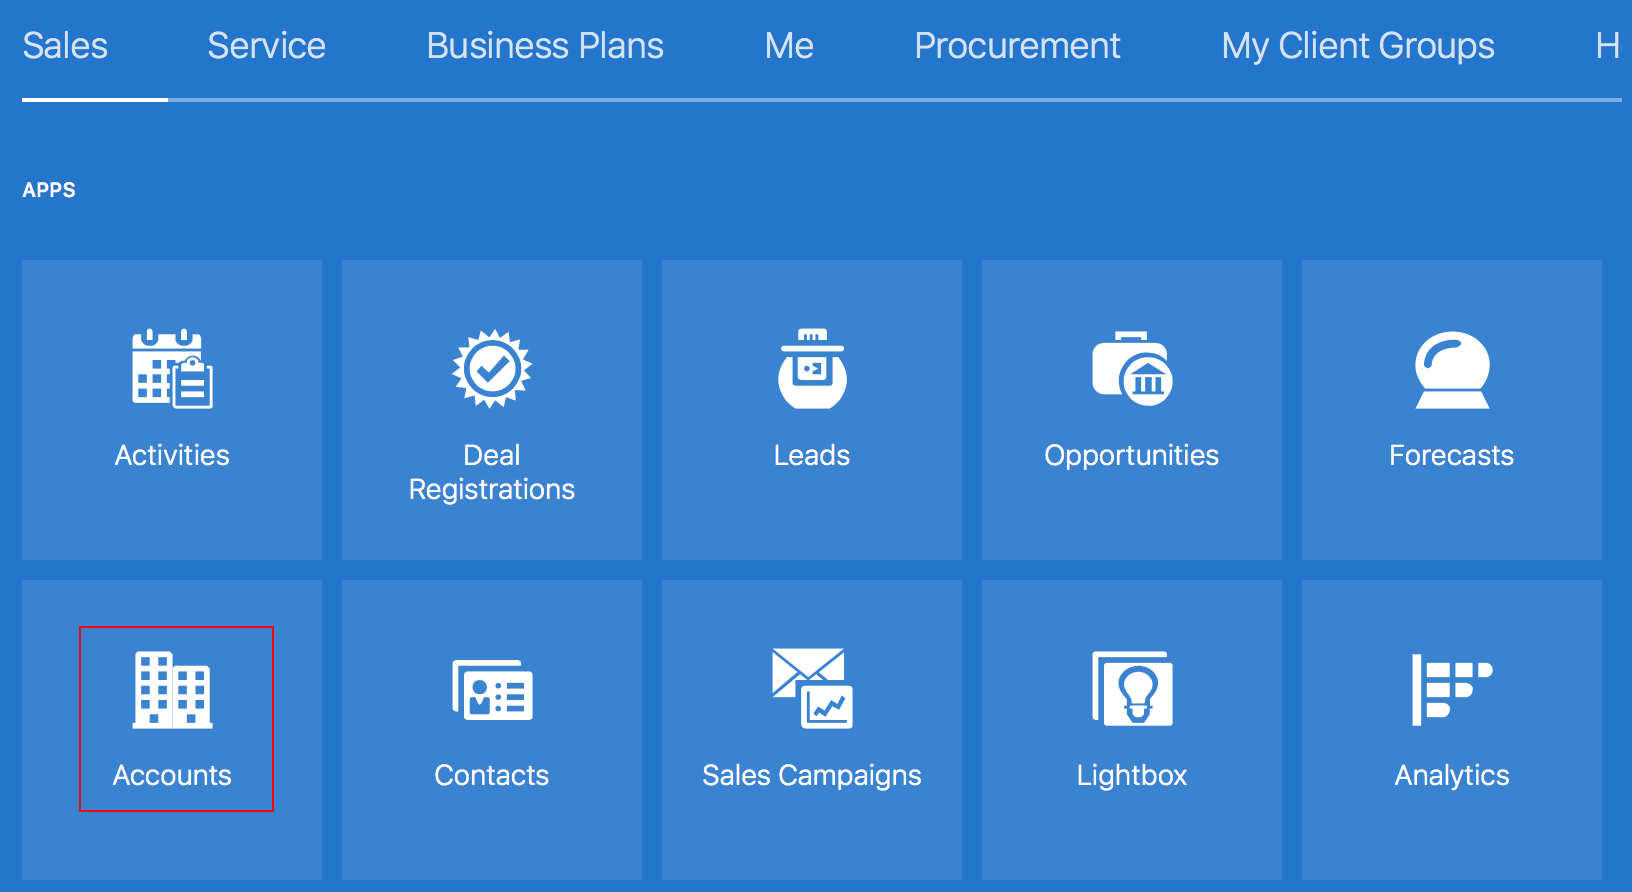 Sales Service Business Plans Me Procurement My Client Groups H
APPS
Activities
Deal
Registrations
Leads
Opportunities
Forecasts
Accounts
Contacts
Sales Campaigns
Lightbox
Analytics